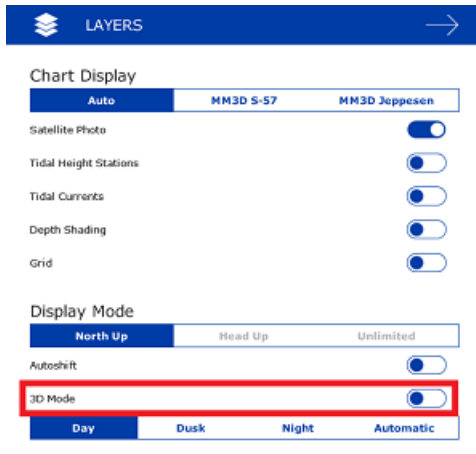 LAYERS
Chart Display
Auto MM3D S-57 MM3D Jeppesen
Satellite Photo
Tidal Height Stations
Tidal Currents
Depth Shading
Grid
Display Mode
North Up Head Up Unlimited
Autoshift
3D Mode
Day Dusk Night Automatic